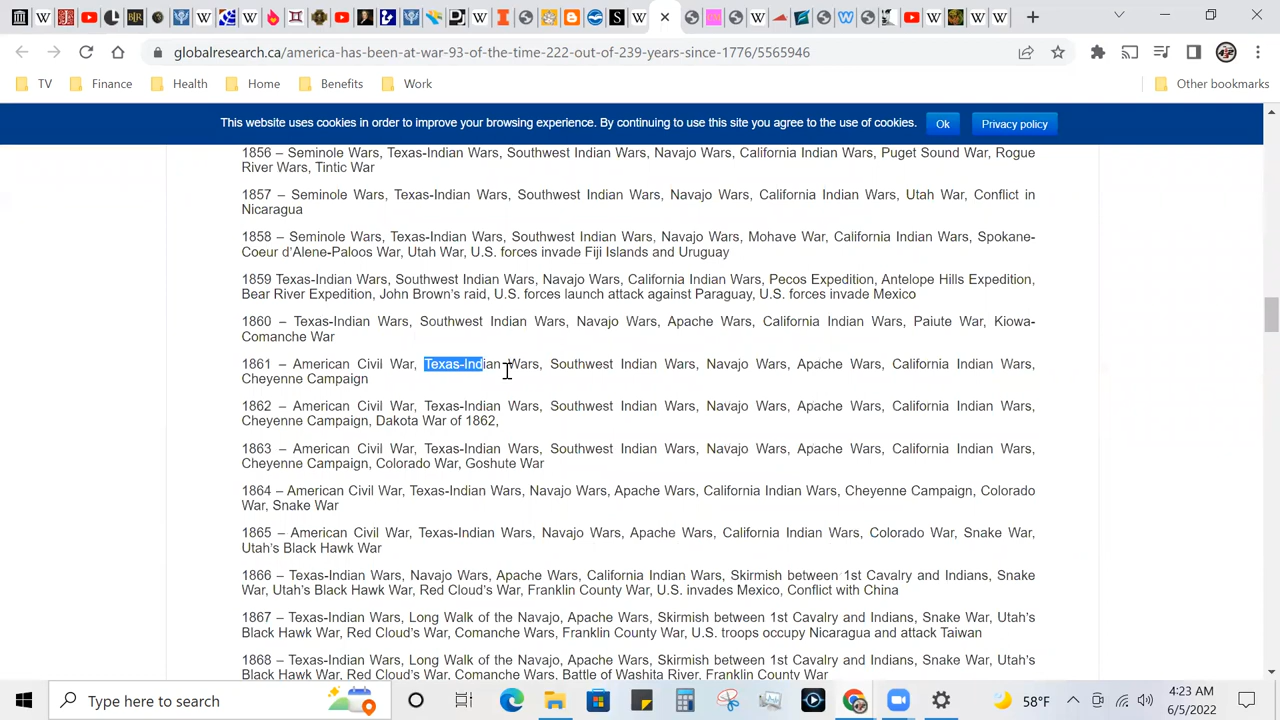 globalresearch.ca/america-has-been-at-war-93-of-the-time-222-out-of-239-years-since-1776/5565946
TV Finance Health Home Benefits Work Other bookmarks
This website uses cookies in order to improve your browsing experience. By continuing to use this site you agree to the use of cookies. Ok Privacy policy
1856 – Seminole Wars, Texas-Indian Wars, Southwest Indian Wars, Navajo Wars, California Indian Wars, Puget Sound War, Rogue
River Wars, Tintic War
1857 – Seminole Wars, Texas-Indian Wars, Southwest Indian Wars, Navajo Wars, California Indian Wars, Utah War, Conflict in
Nicaragua
1858 – Seminole Wars, Texas-Indian Wars, Southwest Indian Wars, Navajo Wars, Mohave War, California Indian Wars, Spokane-
Coeur d'Alene-Paloos War, Utah War, U.S. forces invade Fiji Islands and Uruguay
1859 Texas-Indian Wars, Southwest Indian Wars, Navajo Wars, California Indian Wars, Pecos Expedition, Antelope Hills Expedition,
Bear River Expedition, John Brown's raid, U.S. forces launch attack against Paraguay, U.S. forces invade Mexico
1860 – Texas-Indian Wars, Southwest Indian Wars, Navajo Wars, Apache Wars, California Indian Wars, Paiute War, Kiowa-
Comanche War
1861 – American Civil War, Texas-Indian Wars, Southwest Indian Wars, Navajo Wars, Apache Wars, California Indian Wars,
Cheyenne Campaign
1862 – American Civil War, Texas-Indian Wars, Southwest Indian Wars, Navajo Wars, Apache Wars, California Indian Wars,
Cheyenne Campaign, Dakota War of 1862,
1863 – American Civil War, Texas-Indian Wars, Southwest Indian Wars, Navajo Wars, Apache Wars, California Indian Wars,
Cheyenne Campaign, Colorado War, Goshute War
1864 – American Civil War, Texas-Indian Wars, Navajo Wars, Apache Wars, California Indian Wars, Cheyenne Campaign, Colorado
War, Snake War
1865 – American Civil War, Texas-Indian Wars, Navajo Wars, Apache Wars, California Indian Wars, Colorado War, Snake War,
Utah's Black Hawk War
1866 – Texas-Indian Wars, Navajo Wars, Apache Wars, California Indian Wars, Skirmish between 1st Cavalry and Indians, Snake
War, Utah's Black Hawk War, Red Cloud's War, Franklin County War, U.S. invades Mexico, Conflict with China
1867 – Texas-Indian Wars, Long Walk of the Navajo, Apache Wars, Skirmish between 1st Cavalry and Indians, Snake War, Utah's
Black Hawk War, Red Cloud's War, Comanche Wars, Franklin County War, U.S. troops occupy Nicaragua and attack Taiwan
1868 – Texas-Indian Wars, Long Walk of the Navajo, Apache Wars, Skirmish between 1st Cavalry and Indians, Snake War, Utah's
Black Hawk War, Red Cloud's War, Comanche Wars, Battle of Washita River, Franklin County War
Type here to search 58°F 4:23 AM
6/5/2022